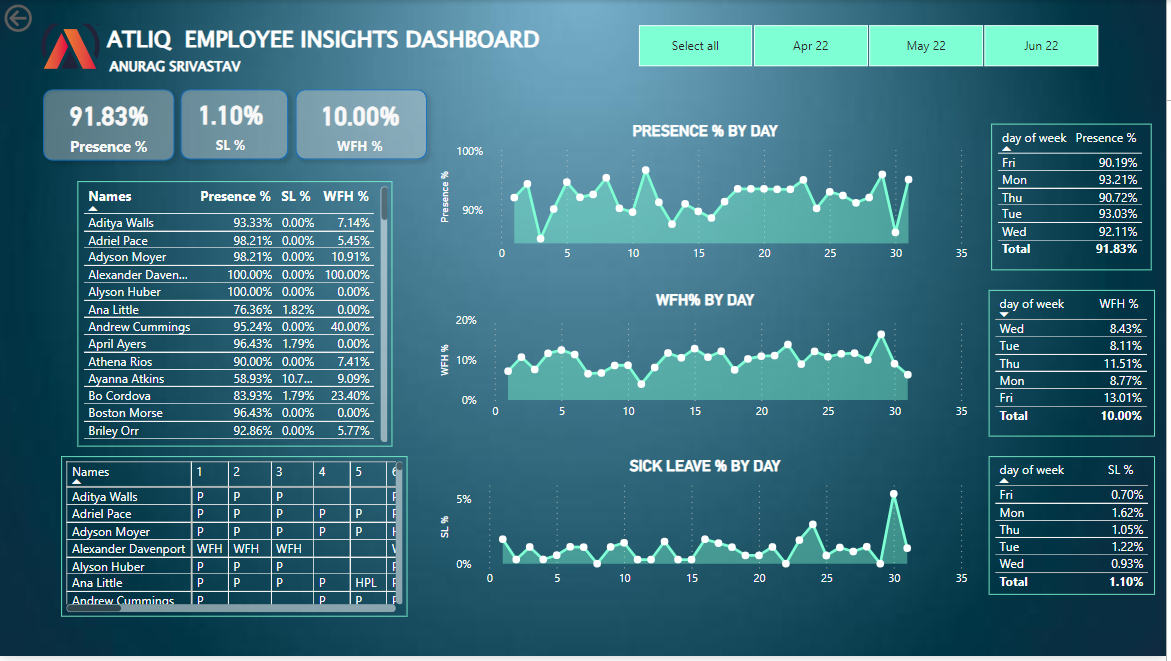 ATLIQ EMPLOYEE INSIGHTS DASHBOARD
ANURAG SRIVASTAV
Select all Apr 22 May 22 Jun 22
91.83% 1.10% 10.00%
Presence % SL % WFH %
Names Presence % SL % WFH %
Aditya Walls 93.33% 0.00% 7.14%
Adriel Pace 98.21% 0.00% 5.45%
Adyson Moyer 98.21% 0.00% 10.91%
Alexander Daven... 100.00% 0.00% 100.00%
Alyson Huber 100.00% 0.00% 0.00%
Ana Little 76.36% 1.82% 0.00%
Andrew Cummings 95.24% 0.00% 40.00%
April Ayers 96.43% 1.79% 0.00%
Athena Rios 90.00% 0.00% 7.41%
Ayanna Atkins 58.93% 10.7... 9.09%
Bo Cordova 83.93% 1.79% 23.40%
Boston Morse 96.43% 0.00% 0.00%
Briley Orr 92.86% 0.00% 5.77%
Names 1 2 3 4 5 6
Aditya Walls P P P
Adriel Pace P P P P P
Adyson Moyer P P P P P
Alexander Davenport WFH WFH WFH
Alyson Huber P P P
Ana Little P P P P HPL
Andrew Cummings P P P
PRESENCE % BY DAY
Presence %
100%
90%
0 5 10 15 20 25 30 35
WFH% BY DAY
WFH %
20%
10%
0%
0 5 10 15 20 25 30 35
SICK LEAVE % BY DAY
SL %
5%
0%
0 5 10 15 20 25 30 35
day of week Presence %
Fri 90.19%
Mon 93.21%
Thu 90.72%
Tue 93.03%
Wed 92.11%
Total 91.83%
day of week WFH %
Wed 8.43%
Tue 8.11%
Thu 11.51%
Mon 8.77%
Fri 13.01%
Total 10.00%
day of week SL %
Fri 0.70%
Mon 1.62%
Thu 1.05%
Tue 1.22%
Wed 0.93%
Total 1.10%